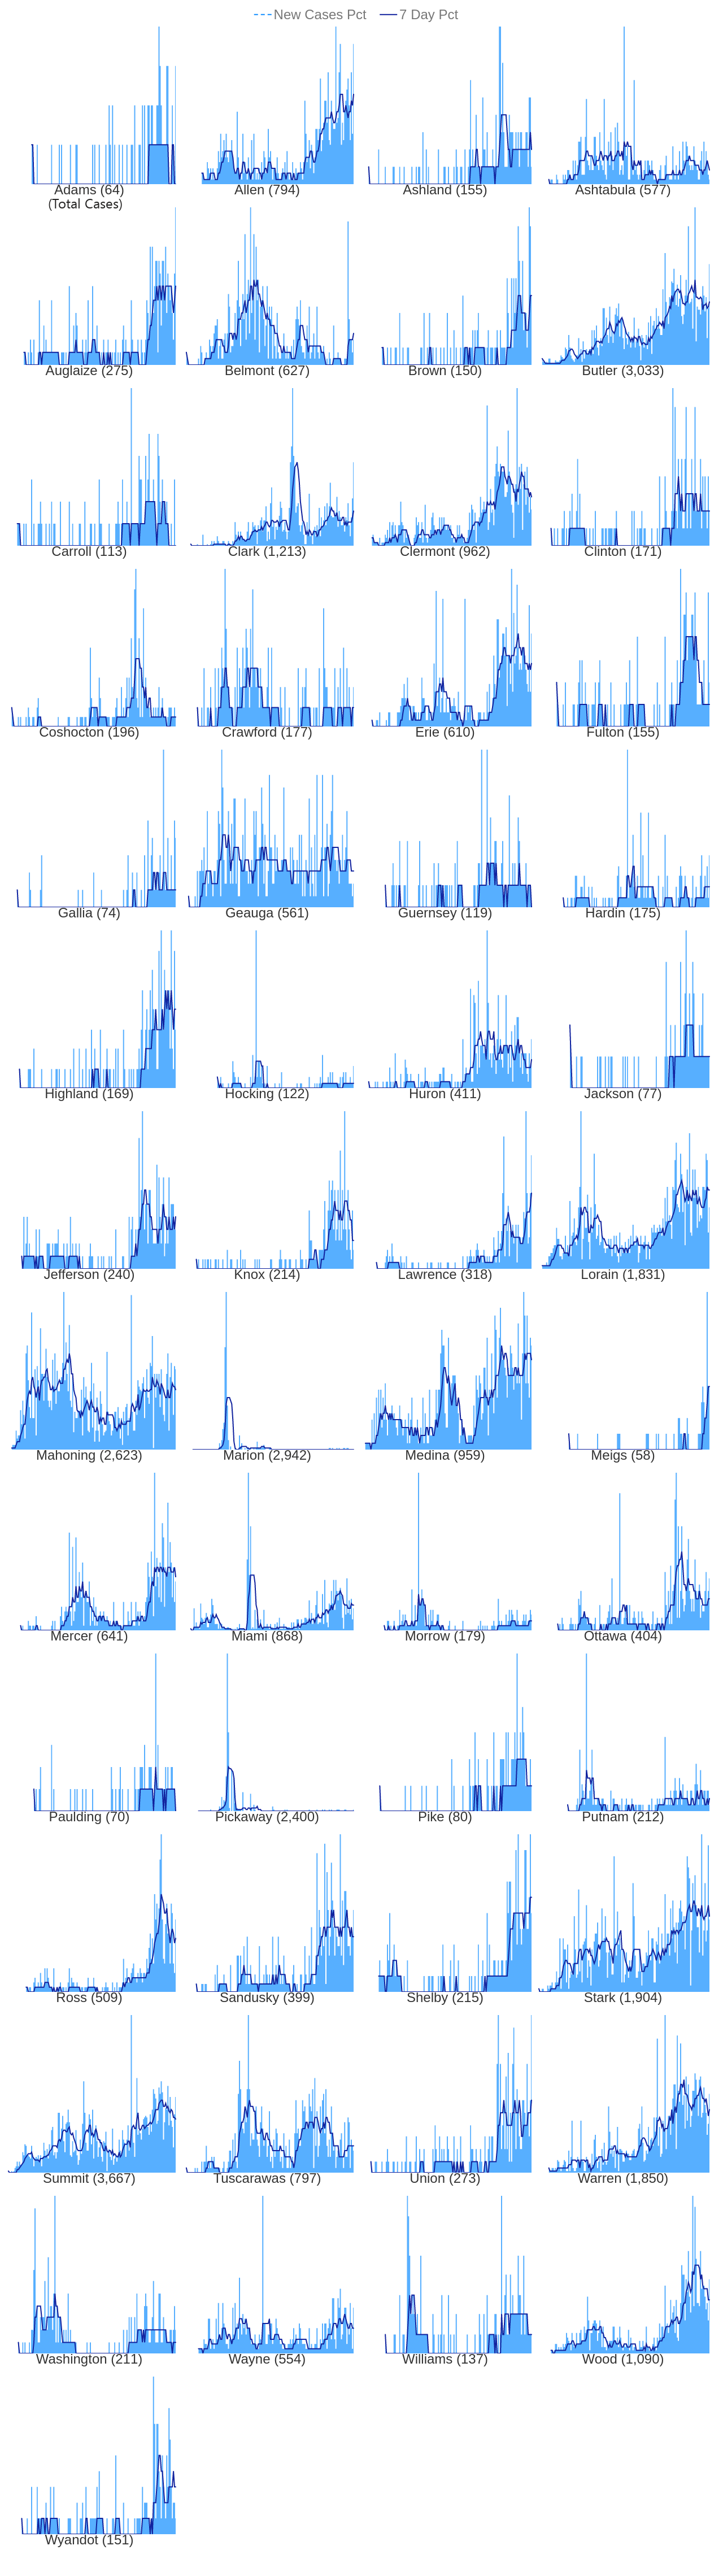 New Cases Pct 7 Day Pct
Adams (64) Allen (794) Ashland (155) Ashtabula (577)
(Total Cases)
Auglaize (275) Belmont (627) Brown (150) Butler (3,033)
Carroll (113) Clark (1,213) Clermont (962) Clinton (171)
Coshocton (196) Crawford (177) Erie (610) Fulton (155)
Gallia (74) Geauga (561) Guernsey (119) Hardin (175)
Highland (169) Hocking (122) Huron (411) Jackson (77)
Jefferson (240) Knox (214) Lawrence (318) Lorain (1,831)
Mahoning (2,623) Marion (2,942) Medina (959) Meigs (58)
Mercer (641) Miami (868) Morrow (179) Ottawa (404)
Paulding (70) Pickaway (2,400) Pike (80) Putnam (212)
Ross (509) Sandusky (399) Shelby (215) Stark (1,904)
Summit (3,667) Tuscarawas (797) Union (273) Warren (1,850)
Washington (211) Wayne (554) Williams (137) Wood (1,090)
Wyandot (151)